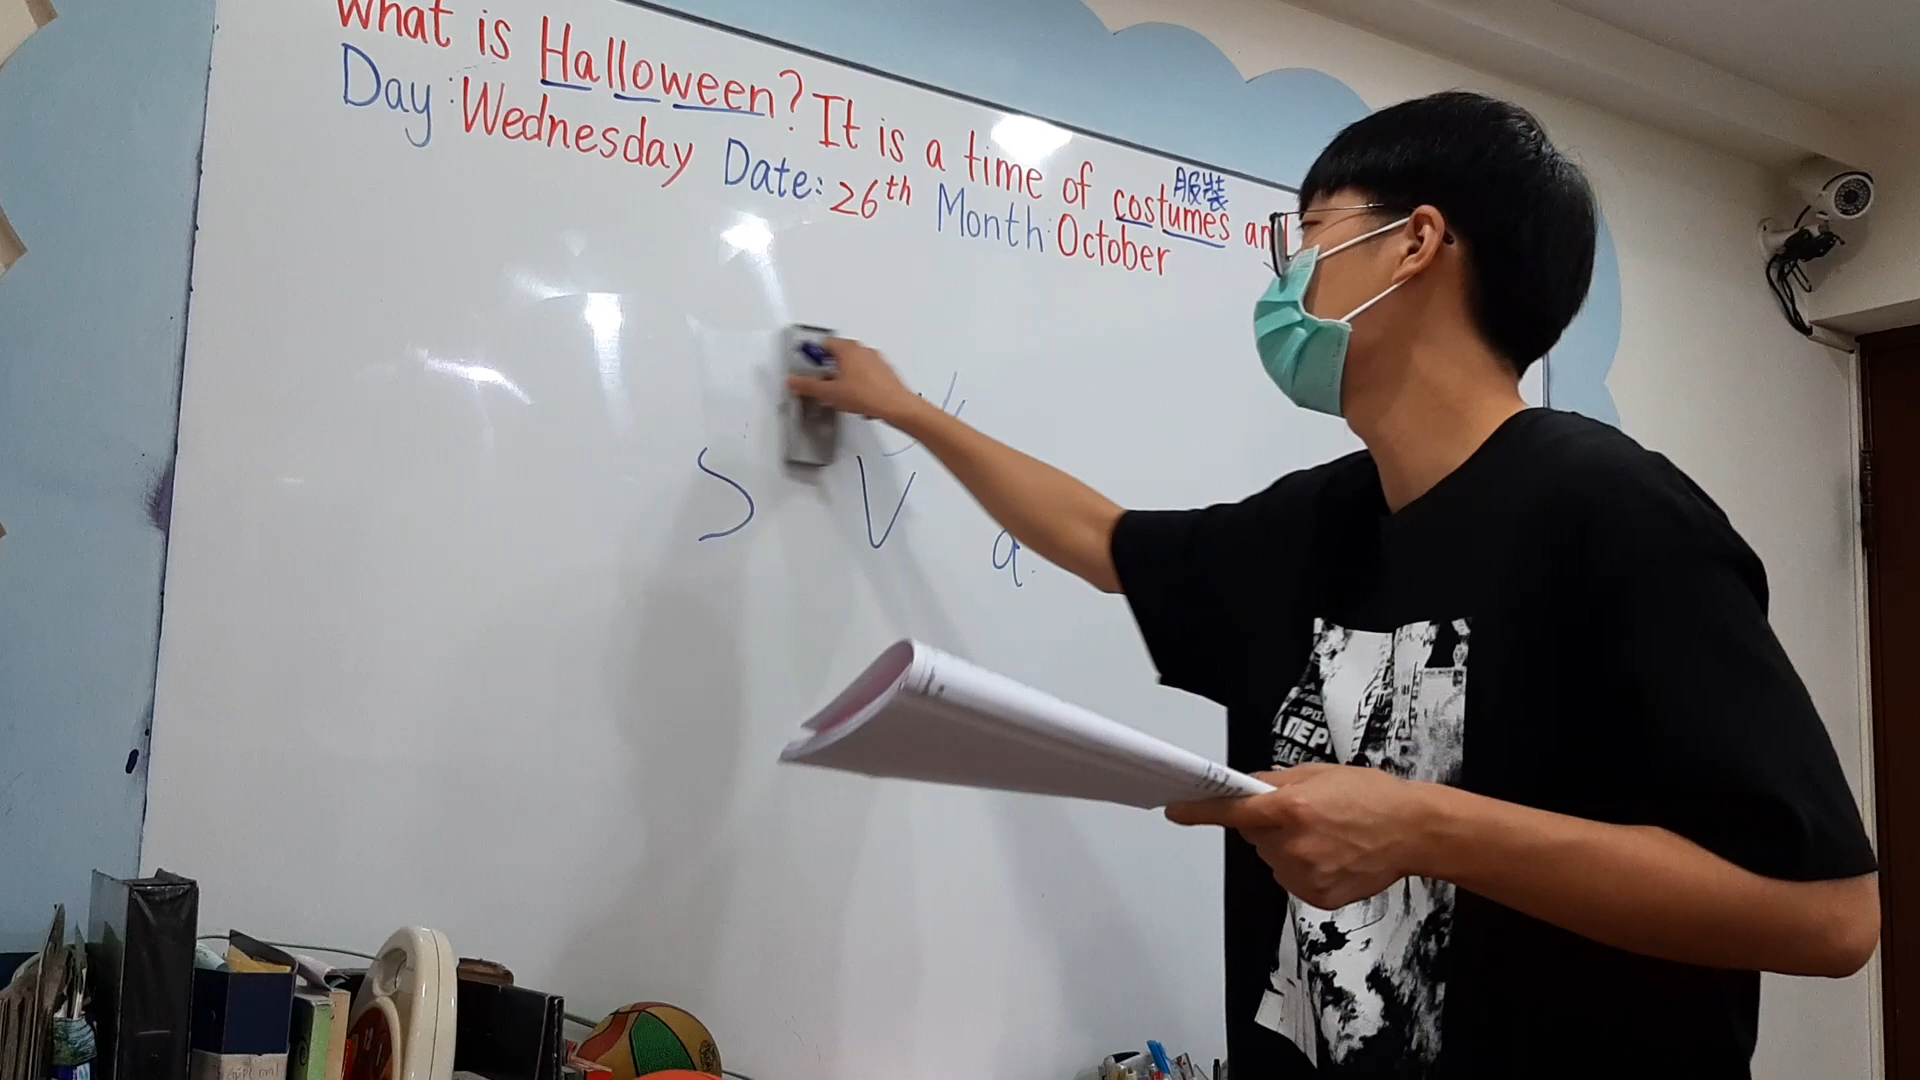 What is Halloween? It is a time of costumes an
服裝
Day: Wednesday Date: 26th Month: October
S V a.